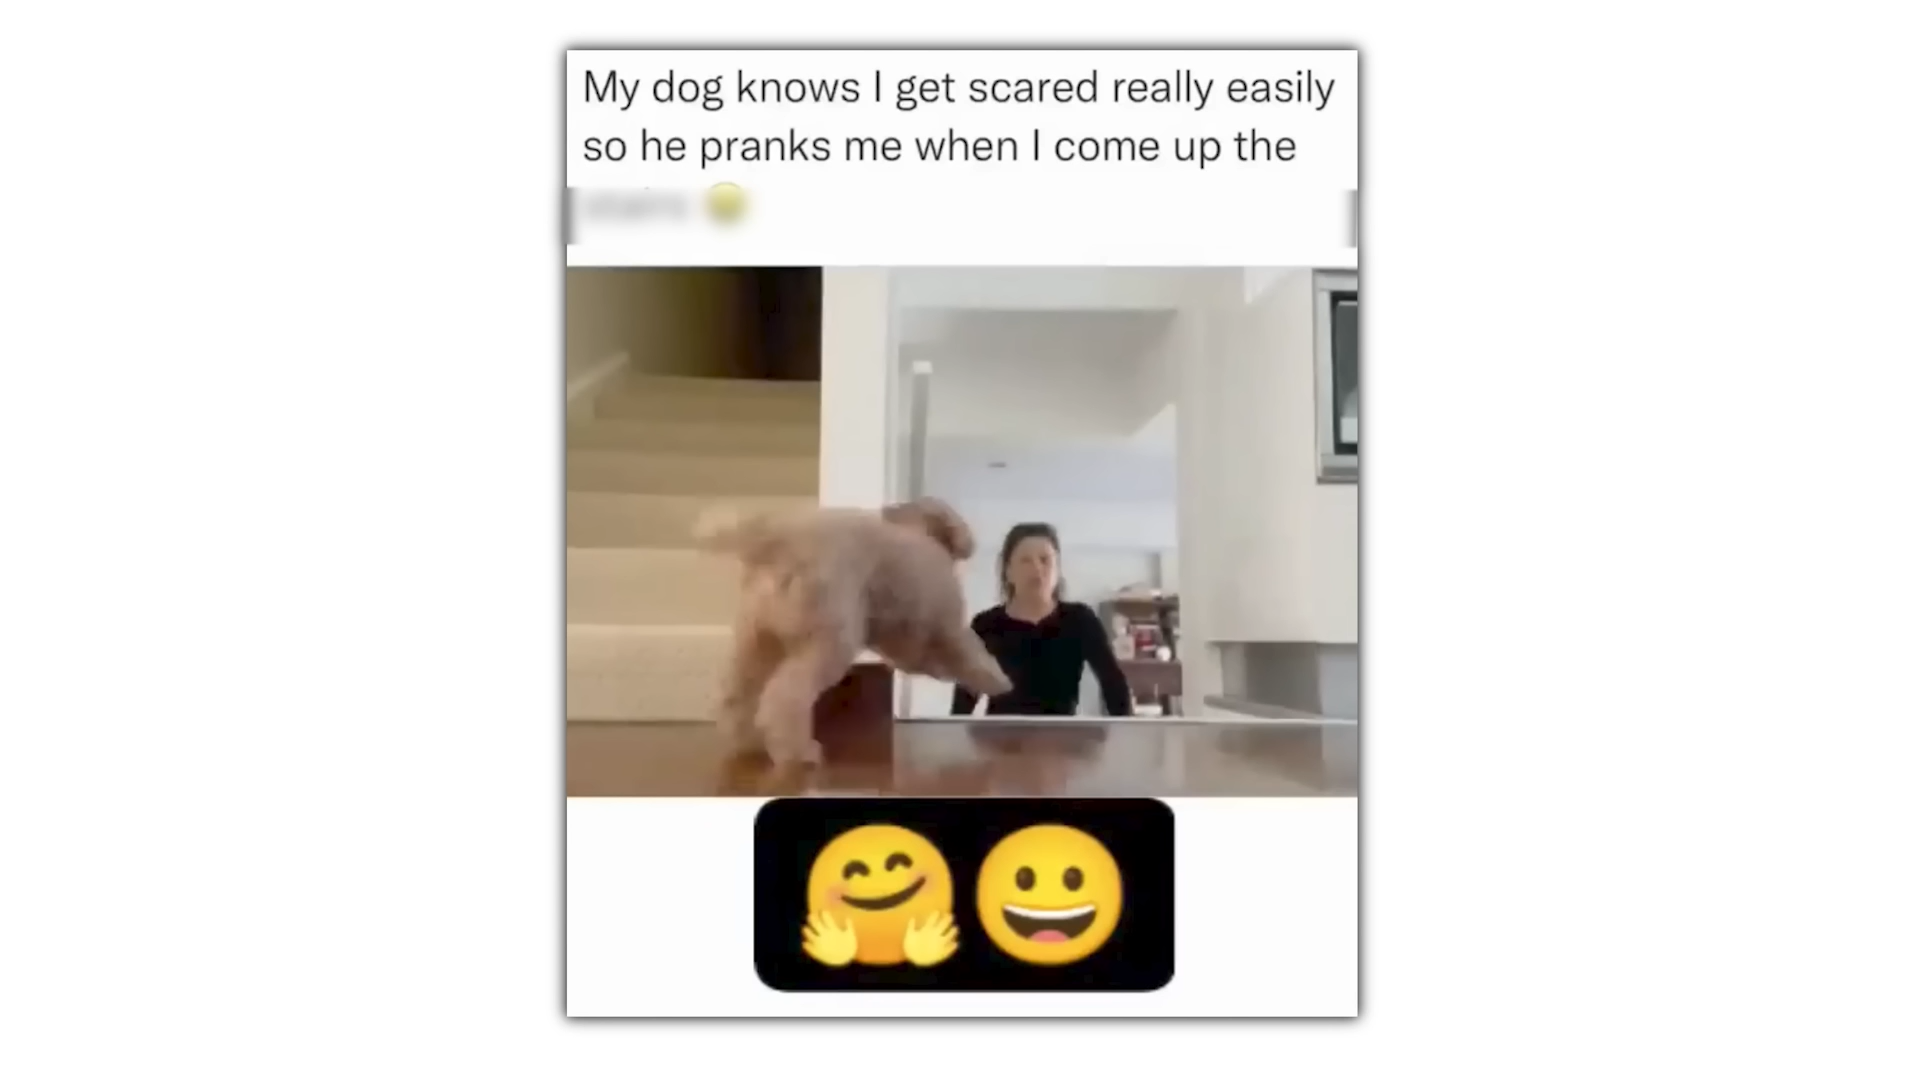 My dog knows I get scared really easily
so he pranks me when I come up the